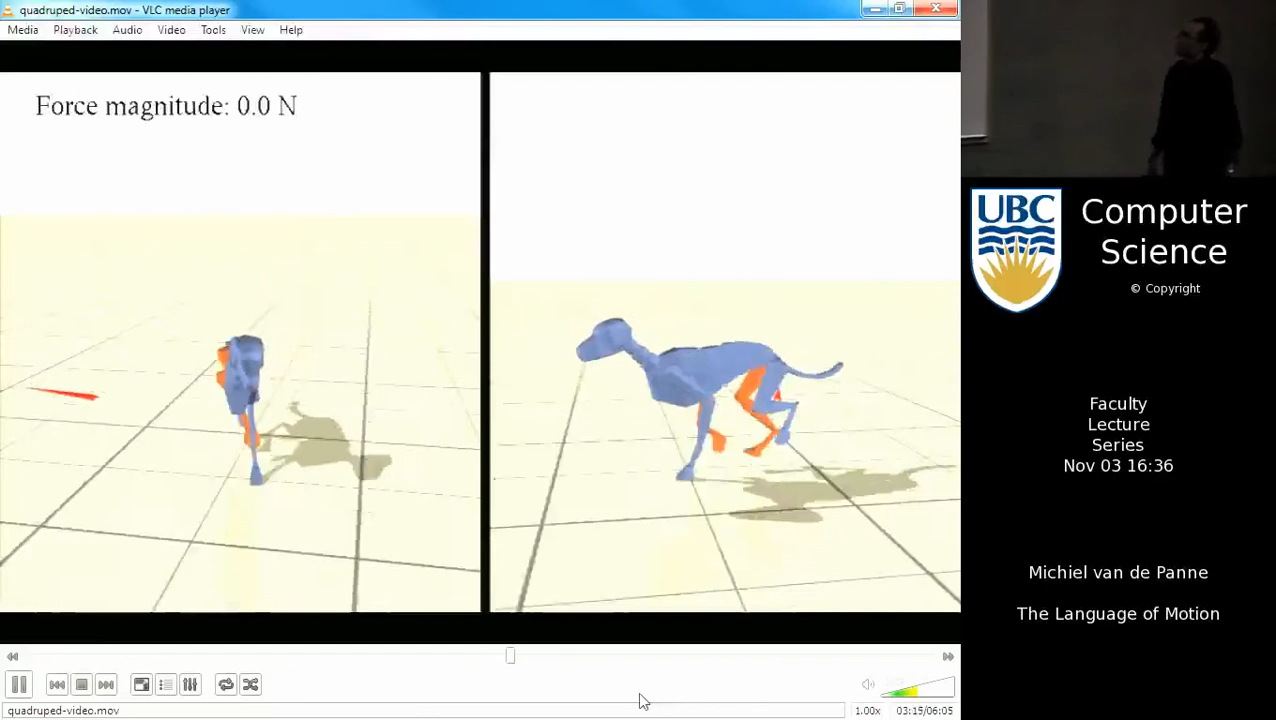 quadruped-video.mov - VLC media player
Media Playback Audio Video Tools View Help
Force magnitude: 0.0 N
UBC
Computer
Science
© Copyright
Faculty
Lecture
Series
Nov 03 16:36
Michiel van de Panne
The Language of Motion
quadruped-video.mov
1.00x
03:15/06:05